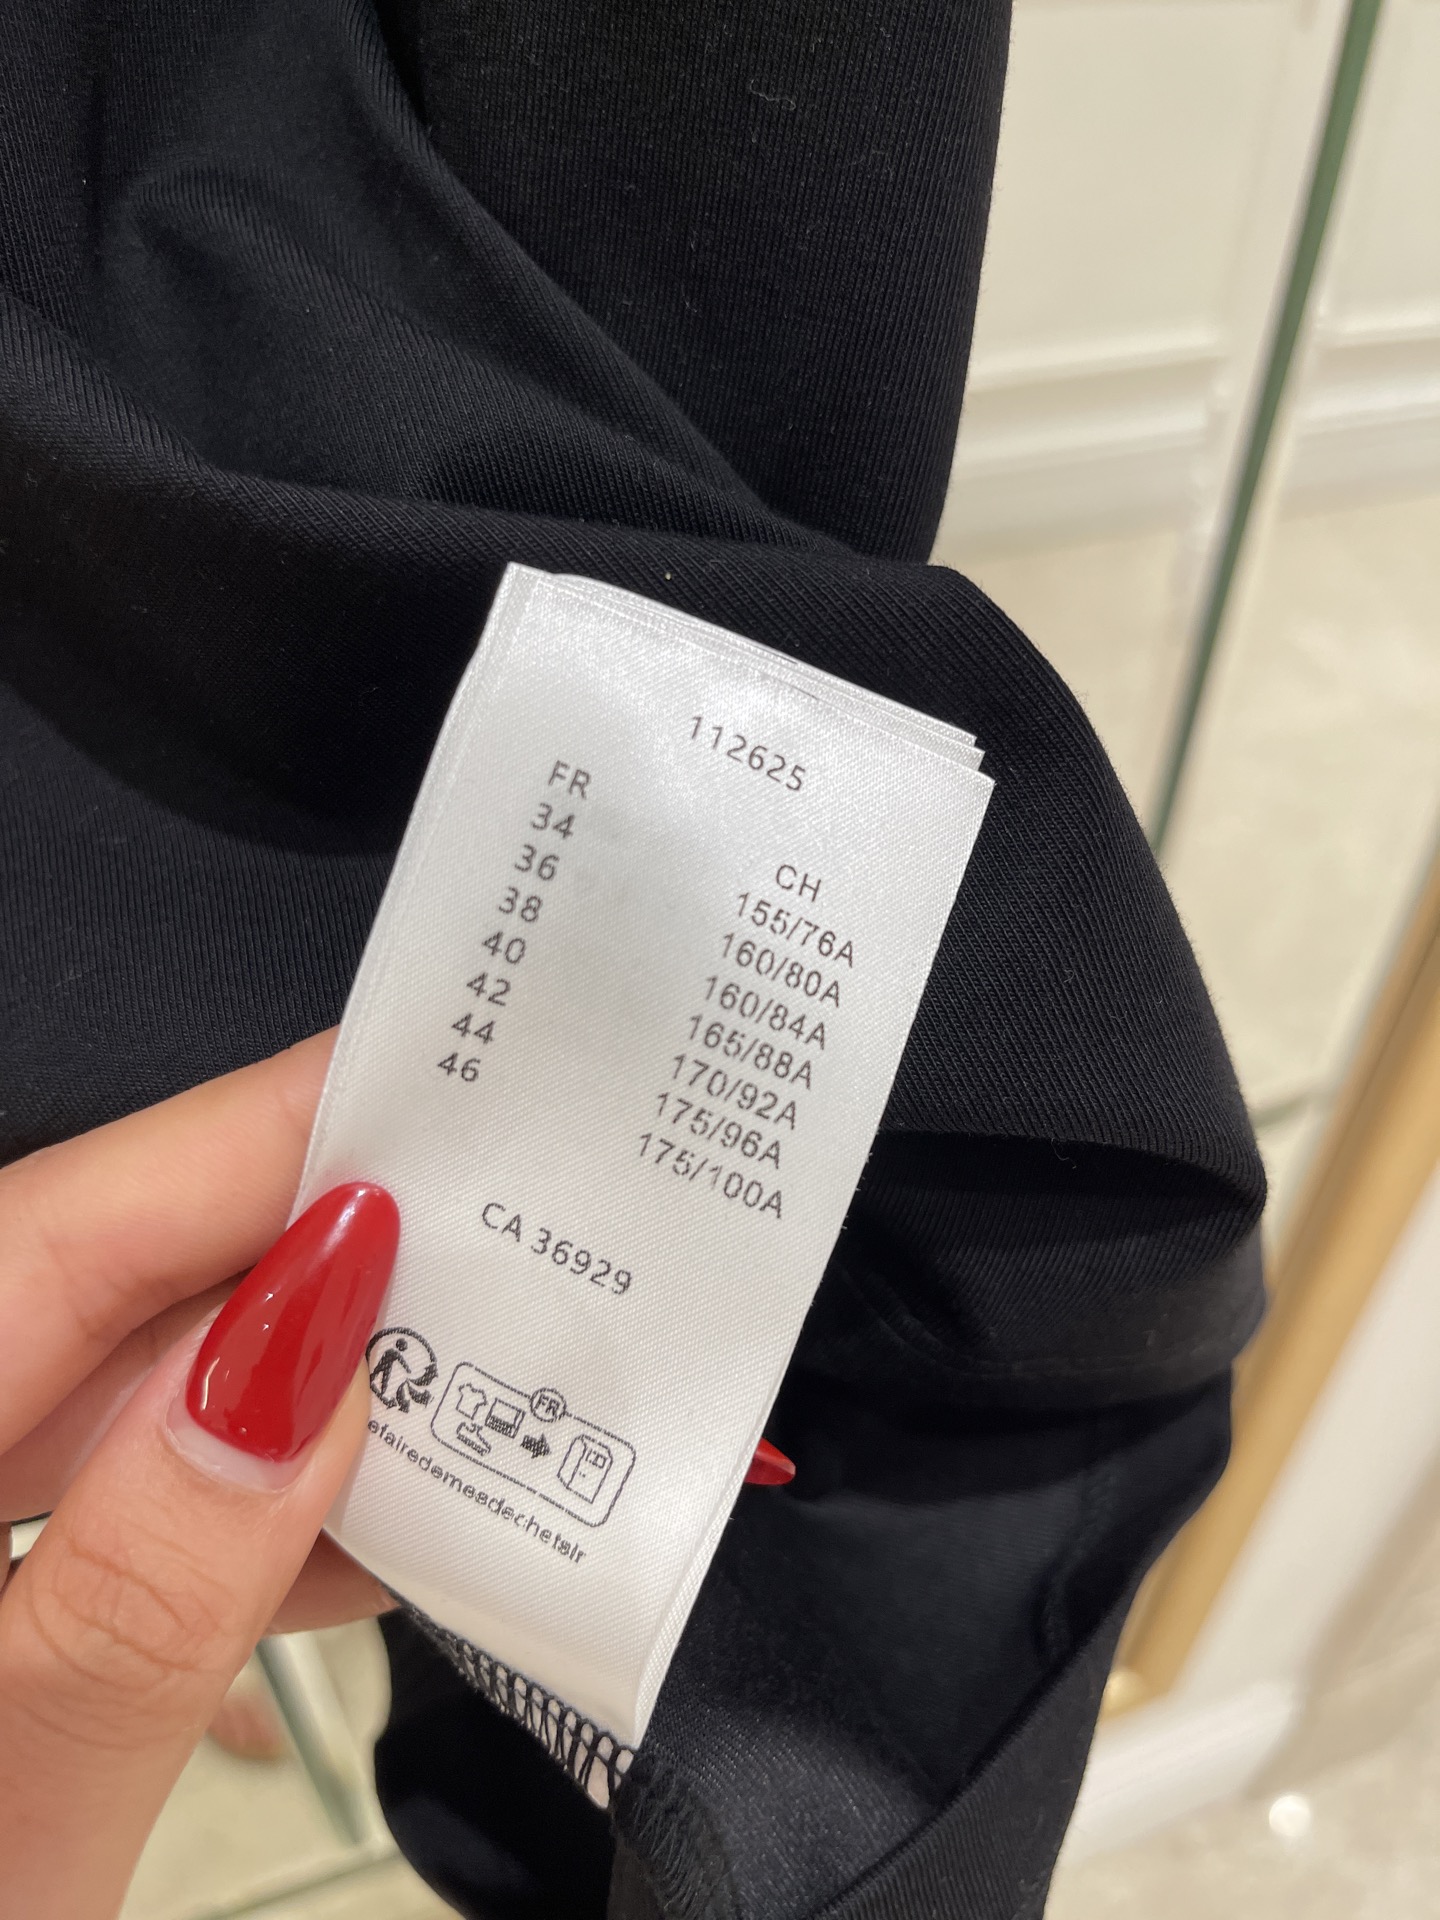 112625
FR
34
36
38
40
42
44
46
CH
155/76A
160/80A
160/84A
165/88A
170/92A
175/96A
175/100A
CA 36929
FR